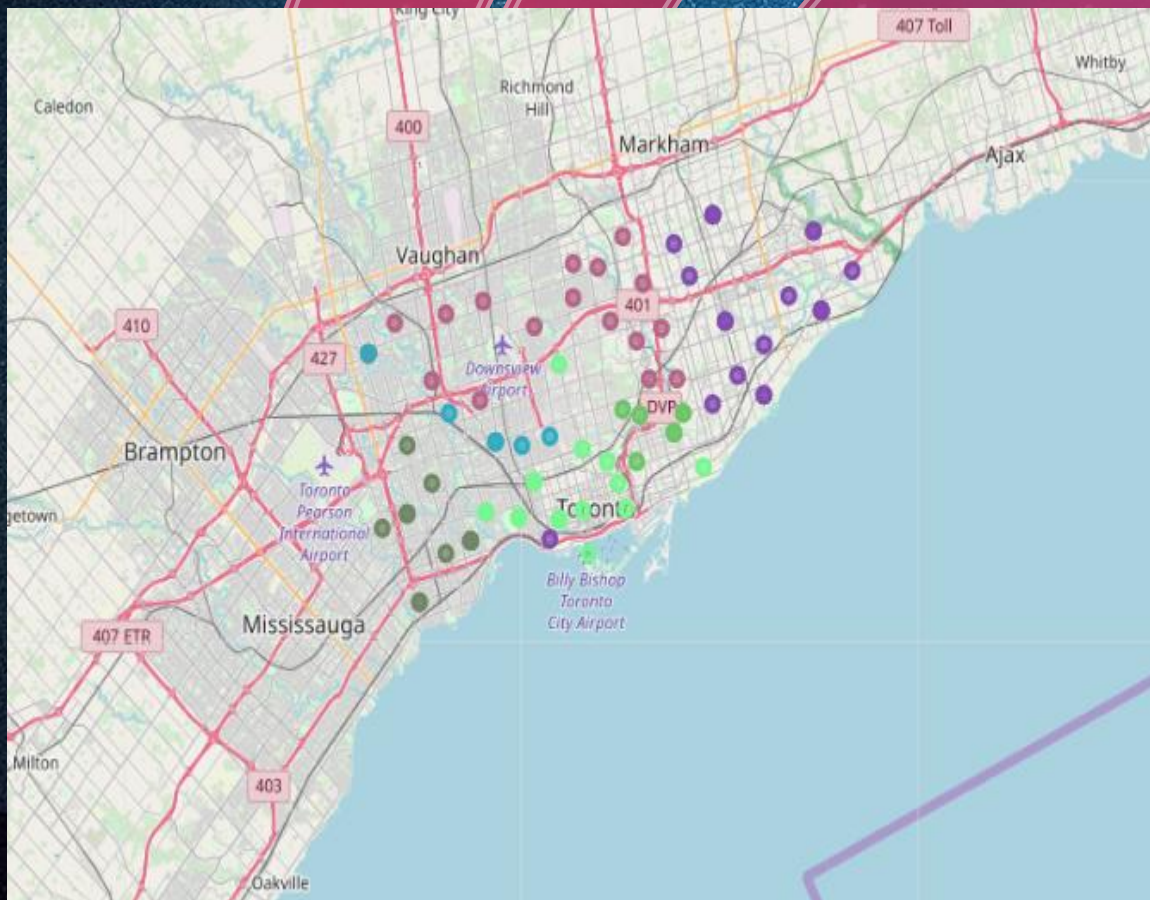 King City
407 Toll
Whitby
Caledon
Richmond
Hill
400
Markham
Ajax
Vaughan
401
410
427
Downsview
Airport
DVP
Brampton
Toronto
Pearson
International
Airport
getown
Toront
Billy Bishop
Toronto
City Airport
Mississauga
407 ETR
Milton
403
Oakville